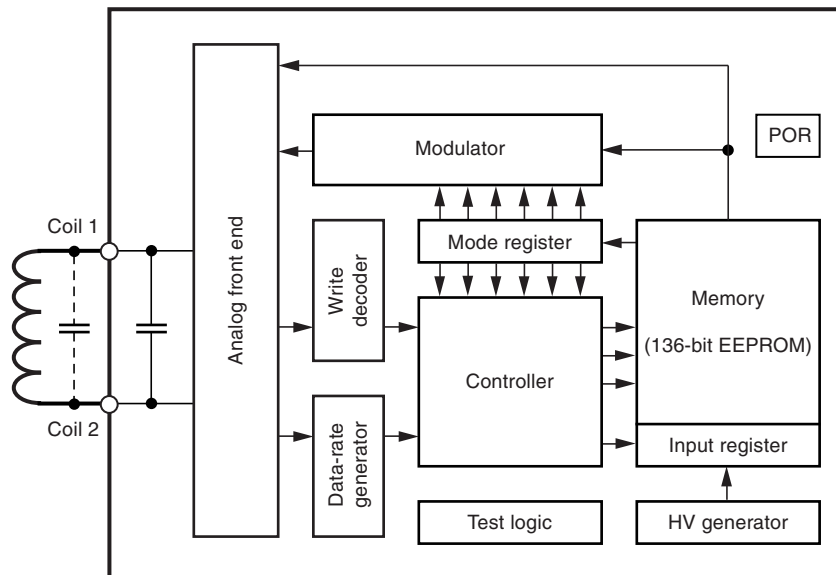 POR
Modulator
Coil 1
Mode register
Analog front end
Write
decoder
Memory
(136-bit EEPROM)
Controller
Coil 2
Data-rate
generator
Input register
Test logic
HV generator